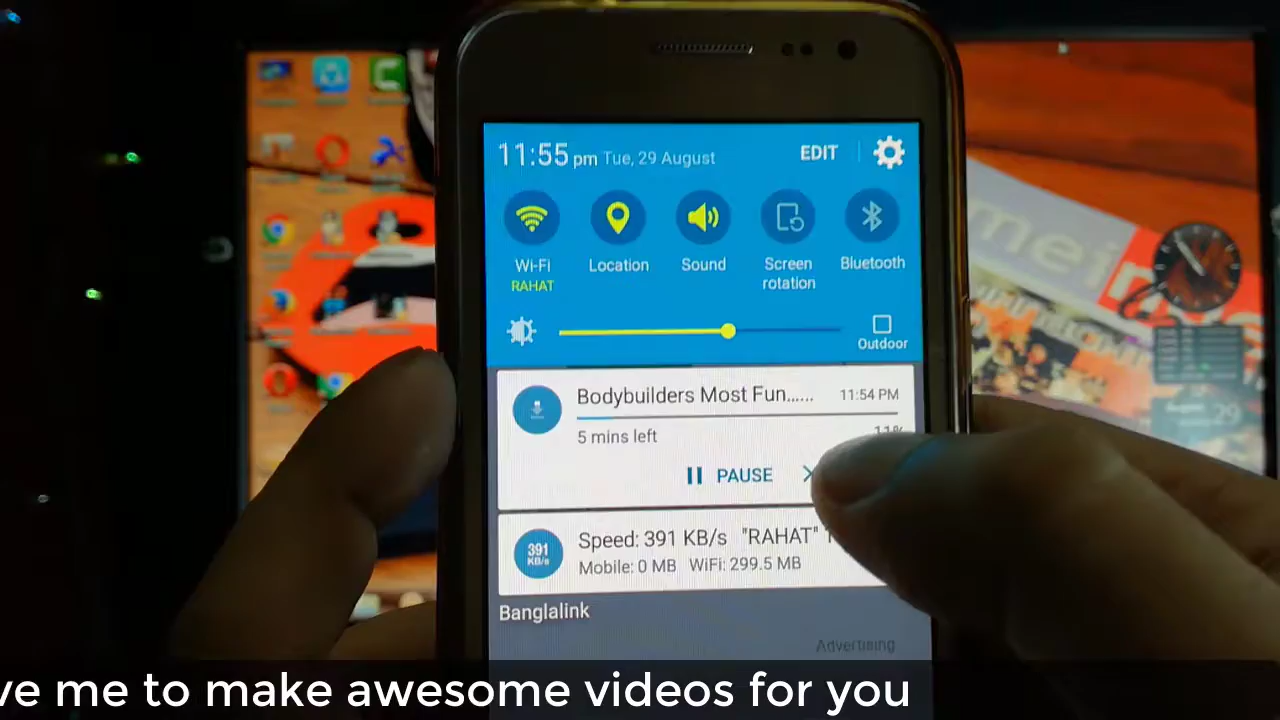 11:55 pm Tue, 29 August EDIT
Wi-Fi
RAHAT
Location
Sound
Screen
rotation
Bluetooth
Outdoor
Bodybuilders Most Fun...... 11:54 PM
5 mins left 11%
PAUSE
391
KB/s
Speed: 391 KB/s "RAHAT"
Mobile: 0 MB WiFi: 299.5 MB
Banglalink
Advertising
ve me to make awesome videos for you